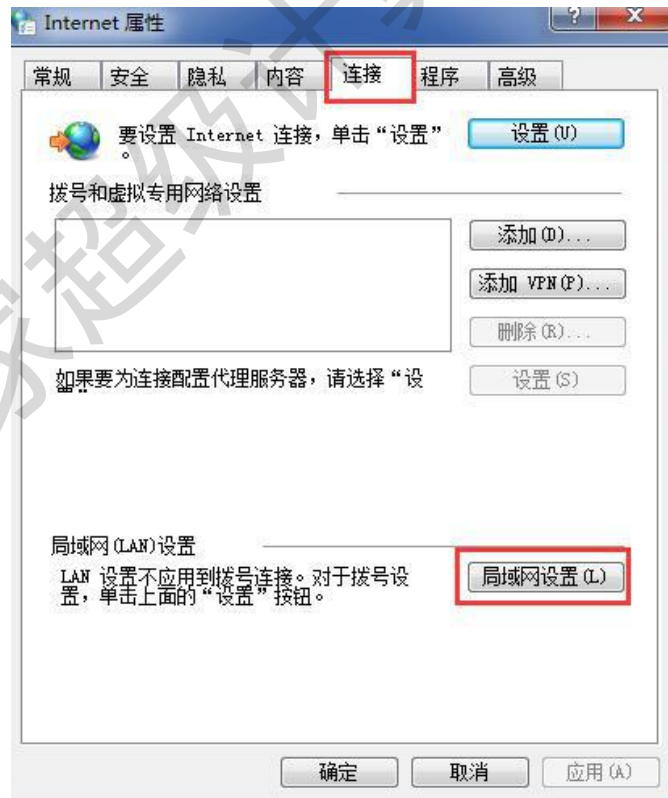 Internet 属性
常规 安全 隐私 内容 连接 程序 高级
要设置 Internet 连接，单击“设置”
。
设置(U)
拨号和虚拟专用网络设置
添加(D)...
添加 VPN(P)...
删除(R)...
如果要为连接配置代理服务器，请选择“设
设置(S)
局域网(LAN)设置
LAN 设置不应用到拨号连接。对于拨号设
置，单击上面的“设置”按钮。
局域网设置(L)
确定 取消 应用(A)
家超级计算